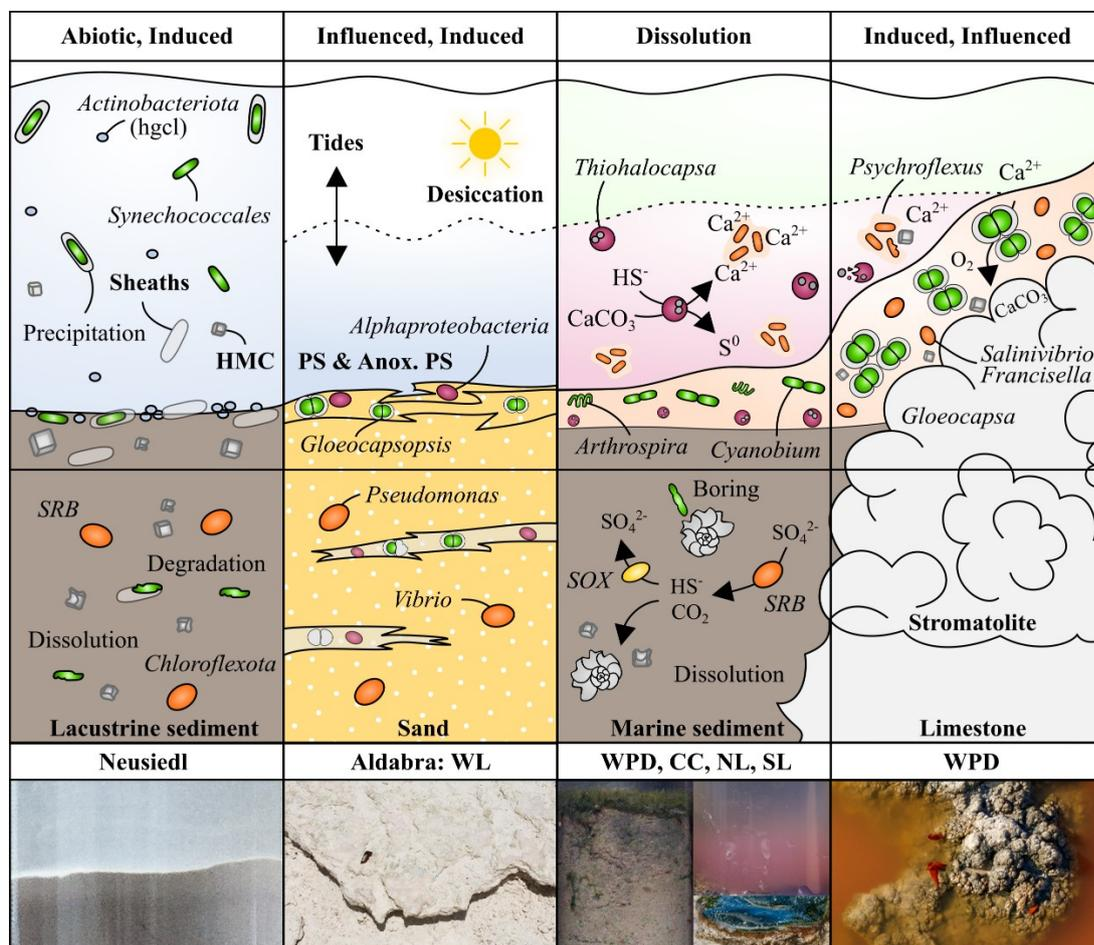 Abiotic, Induced
Actinobacteriota
(hgcl)
Synechococcales
Sheaths
Precipitation
HMC
SRB
Degradation
Dissolution
Chloroflexota
Lacustrine sediment
Neusiedl
Influenced, Induced
Tides
Desiccation
Alphaproteobacteria
PS & Anox. PS
Gloeocapsopsis
Pseudomonas
Vibrio
Sand
Aldabra: WL
Dissolution
Thiohalocapsa
Ca²⁺
Ca²⁺
HS⁻
Ca²⁺
CaCO₃
S⁰
Arthrospira
Cyanobium
Boring
SO₄²⁻
SO₄²⁻
SOX
HS⁻
CO₂
SRB
Dissolution
Marine sediment
WPD, CC, NL, SL
Induced, Influenced
Psychroflexus
Ca²⁺
Ca²⁺
O₂
CaCO₃
Salinivibrio
Francisella
Gloeocapsa
Stromatolite
Limestone
WPD